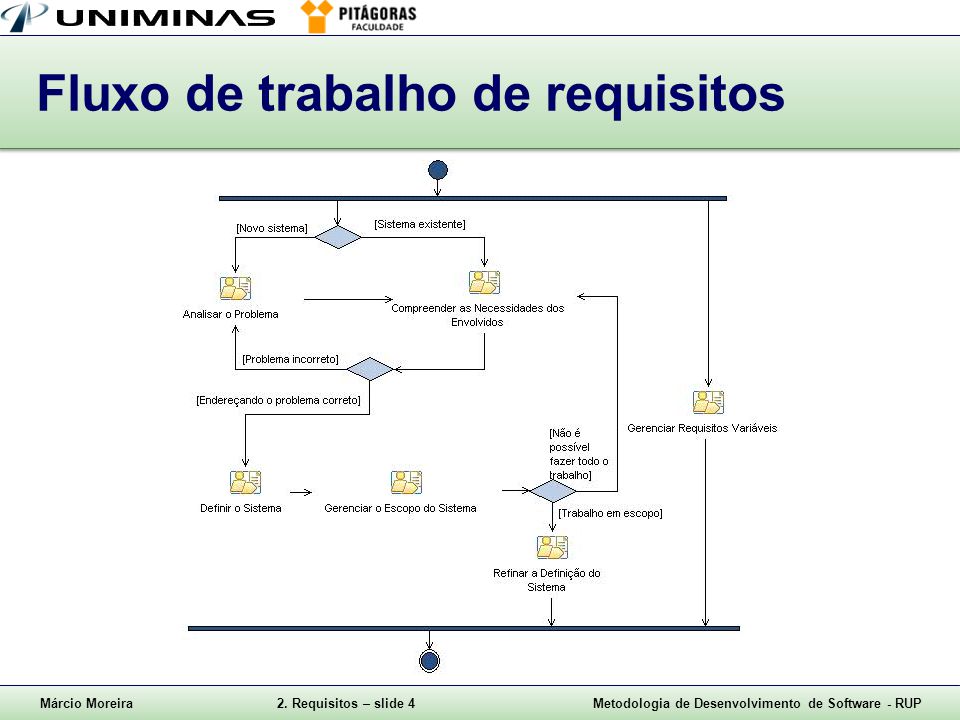 UNIMINAS
PITÁGORAS
FACULDADE
Fluxo de trabalho de requisitos
[Novo sistema]
[Sistema existente]
Analisar o Problema
Compreender as Necessidades dos
Envolvidos
[Problema incorreto]
[Endereçando o problema correto]
Gerenciar Requisitos Variáveis
[Não é
possível
fazer todo o
trabalho]
Definir o Sistema
Gerenciar o Escopo do Sistema
[Trabalho em escopo]
Refinar a Definição do
Sistema
Márcio Moreira
2. Requisitos – slide 4
Metodologia de Desenvolvimento de Software - RUP